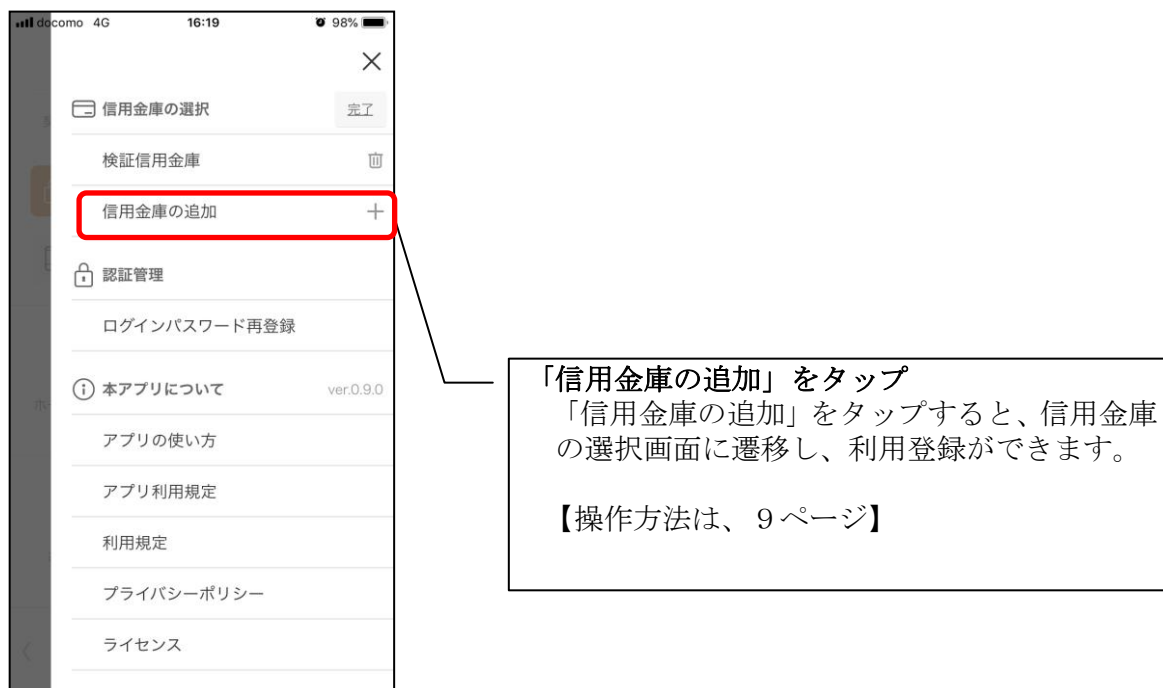 docomo 4G 16:19 98%
信用金庫の選択 完了
検証信用金庫
信用金庫の追加
認証管理
ログインパスワード再登録
本アプリについて ver.0.9.0
アプリの使い方
アプリ利用規定
利用規定
プライバシーポリシー
ライセンス
「信用金庫の追加」をタップ
「信用金庫の追加」をタップすると、信用金庫
の選択画面に遷移し、利用登録ができます。
【操作方法は、９ページ】